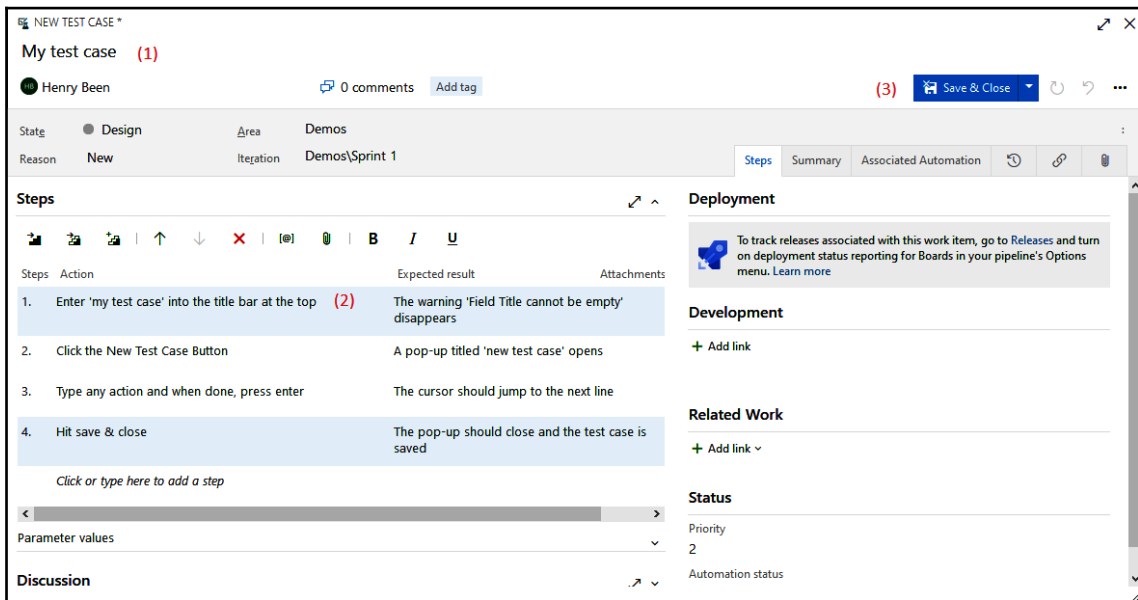 NEW TEST CASE *
My test case (1)
HB Henry Been 0 comments Add tag (3) Save & Close
State Design Area Demos
Reason New Iteration Demos\Sprint 1
Steps Summary Associated Automation
Steps
Deployment
[@] B I U
To track releases associated with this work item, go to Releases and turn
on deployment status reporting for Boards in your pipeline's Options
menu. Learn more
Steps Action Expected result Attachments
1. Enter 'my test case' into the title bar at the top (2) The warning 'Field Title cannot be empty'
disappears
2. Click the New Test Case Button A pop-up titled 'new test case' opens
3. Type any action and when done, press enter The cursor should jump to the next line
4. Hit save & close The pop-up should close and the test case is
saved
Click or type here to add a step
Parameter values
Discussion
Development
+ Add link
Related Work
+ Add link
Status
Priority
2
Automation status